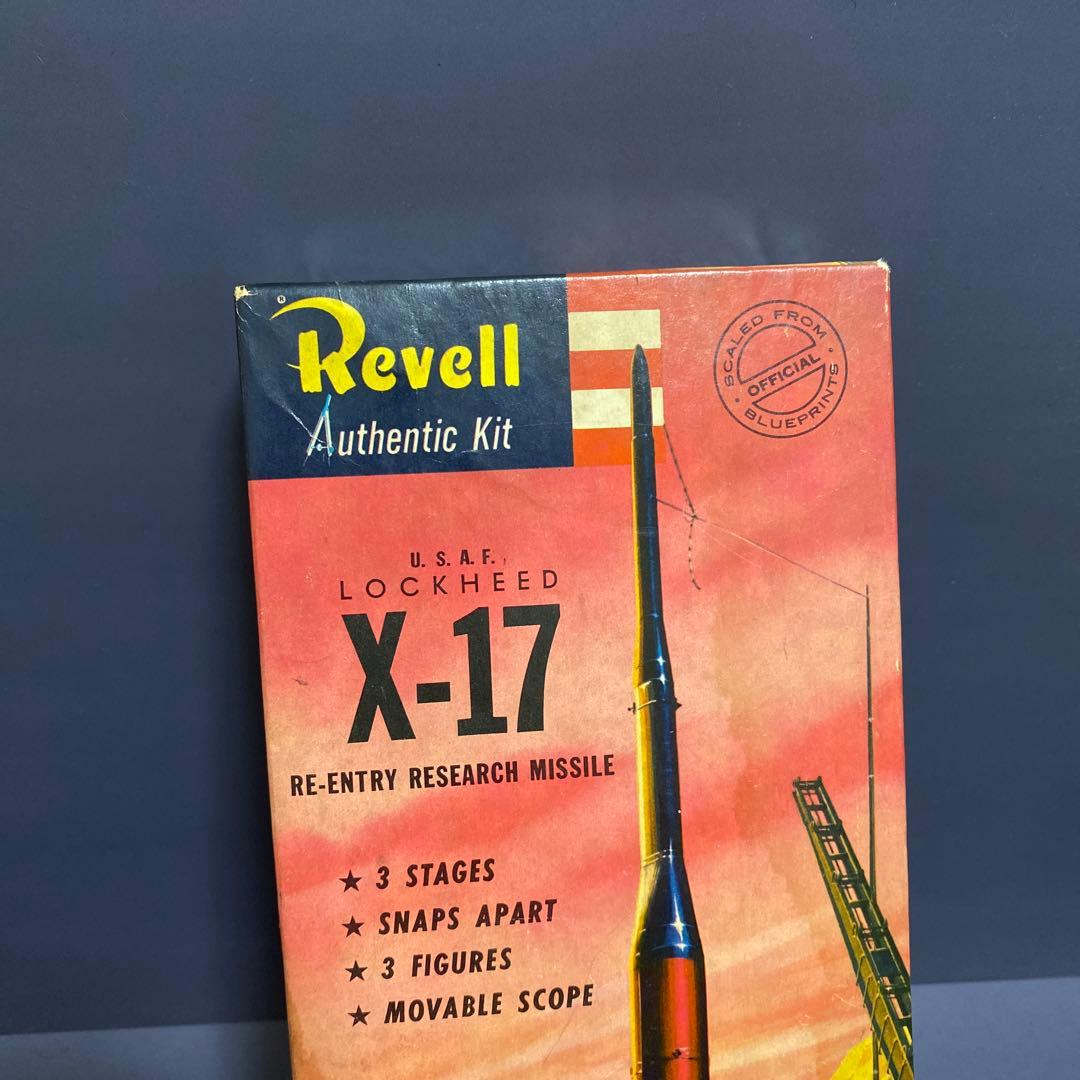 ®
Revell
Authentic Kit
SCALED FROM
OFFICIAL
BLUEPRINTS
U. S. A. F.
LOCKHEED
X-17
RE-ENTRY RESEARCH MISSILE
★ 3 STAGES
★ SNAPS APART
★ 3 FIGURES
★ MOVABLE SCOPE